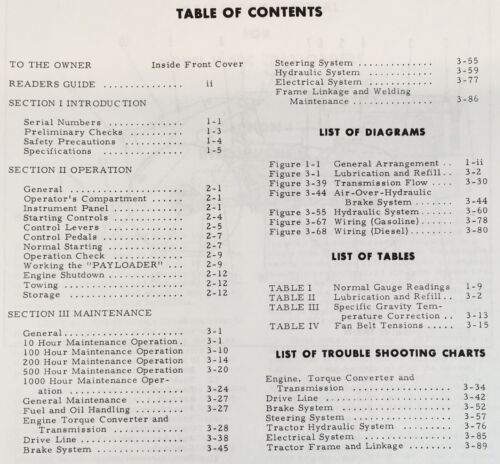 TABLE OF CONTENTS
TO THE OWNER Inside Front Cover
READERS GUIDE .............. ii
SECTION I INTRODUCTION
Serial Numbers ........... 1-1
Preliminary Checks ........ 1-3
Safety Precautions ........ 1-4
Specifications ............ 1-5
SECTION II OPERATION
General ................. 2-1
Operator's Compartment ...... 2-1
Instrument Panel .......... 2-1
Starting Controls .......... 2-4
Control Levers ........... 2-5
Control Pedals ............ 2-7
Normal Starting ........... 2-7
Operation Check .......... 2-9
Working the "PAYLOADER" ... 2-9
Engine Shutdown ........... 2-12
Towing ................. 2-12
Storage ................ 2-12
SECTION III MAINTENANCE
General .................. 3-1
10 Hour Maintenance Operation. 3-1
100 Hour Maintenance Operation 3-10
200 Hour Maintenance Operation 3-14
500 Hour Maintenance Operation 3-20
1000 Hour Maintenance Oper-
ation ................. 3-24
General Maintenance ....... 3-27
Fuel and Oil Handling ....... 3-27
Engine Torque Converter and
Transmission ............ 3-28
Drive Line ............... 3-38
Brake System ............. 3-45
Steering System ............ 3-55
Hydraulic System .......... 3-59
Electrical System .......... 3-77
Frame Linkage and Welding
Maintenance ............ 3-86
LIST OF DIAGRAMS
Figure 1-1 General Arrangement .. 1-ii
Figure 3-1 Lubrication and Refill.. 3-2
Figure 3-39 Transmission Flow .... 3-30
Figure 3-44 Air-Over-Hydraulic
Brake System ....... 3-44
Figure 3-55 Hydraulic System ...... 3-60
Figure 3-67 Wiring (Gasoline) ..... 3-78
Figure 3-68 Wiring (Diesel) ....... 3-80
LIST OF TABLES
TABLE I Normal Gauge Readings 1-9
TABLE II Lubrication and Refill.. 3-2
TABLE III Specific Gravity Tem-
perature Correction .. 3-13
TABLE IV Fan Belt Tensions ..... 3-15
LIST OF TROUBLE SHOOTING CHARTS
Engine, Torque Converter and
Transmission ................ 3-34
Drive Line ................... 3-42
Brake System ................. 3-52
Steering System ............... 3-57
Tractor Hydraulic System ........ 3-76
Electrical System .............. 3-85
Tractor Frame and Linkage ....... 3-89